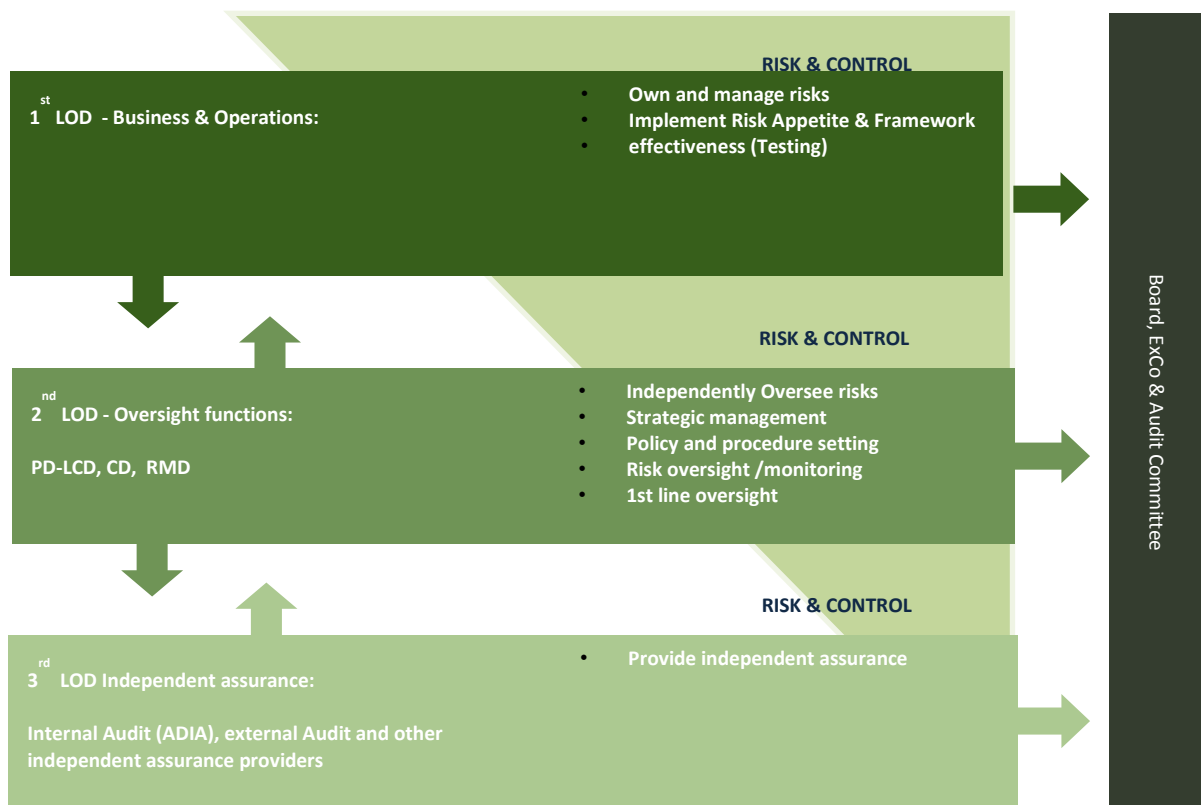 RISK & CONTROL
1st LOD - Business & Operations:
• Own and manage risks
• Implement Risk Appetite & Framework
• effectiveness (Testing)
RISK & CONTROL
2nd LOD - Oversight functions:
PD-LCD, CD, RMD
• Independently Oversee risks
• Strategic management
• Policy and procedure setting
• Risk oversight /monitoring
• 1st line oversight
RISK & CONTROL
3rd LOD Independent assurance:
Internal Audit (ADIA), external Audit and other
independent assurance providers
• Provide independent assurance
Board, ExCo & Audit Committee